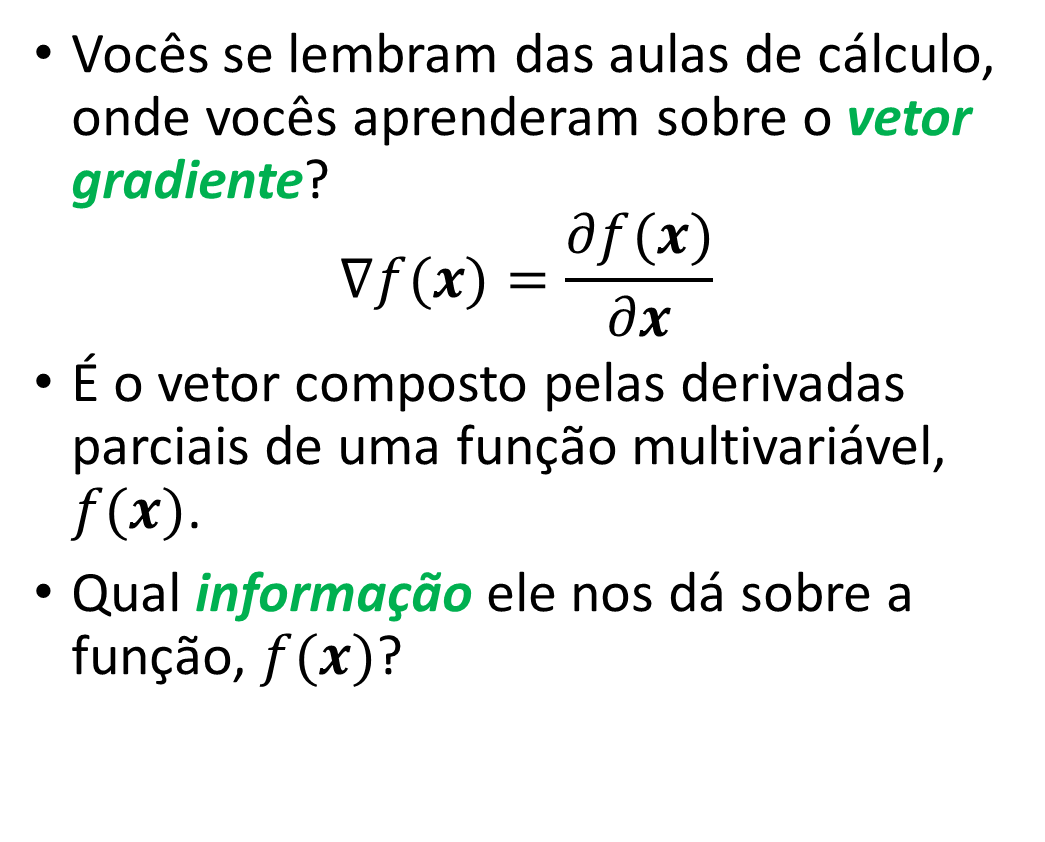 • Vocês se lembram das aulas de cálculo,
onde vocês aprenderam sobre o vetor
gradiente?
∇f(x) = ∂f(x)/∂x
• É o vetor composto pelas derivadas
parciais de uma função multivariável,
f(x).
• Qual informação ele nos dá sobre a
função, f(x)?